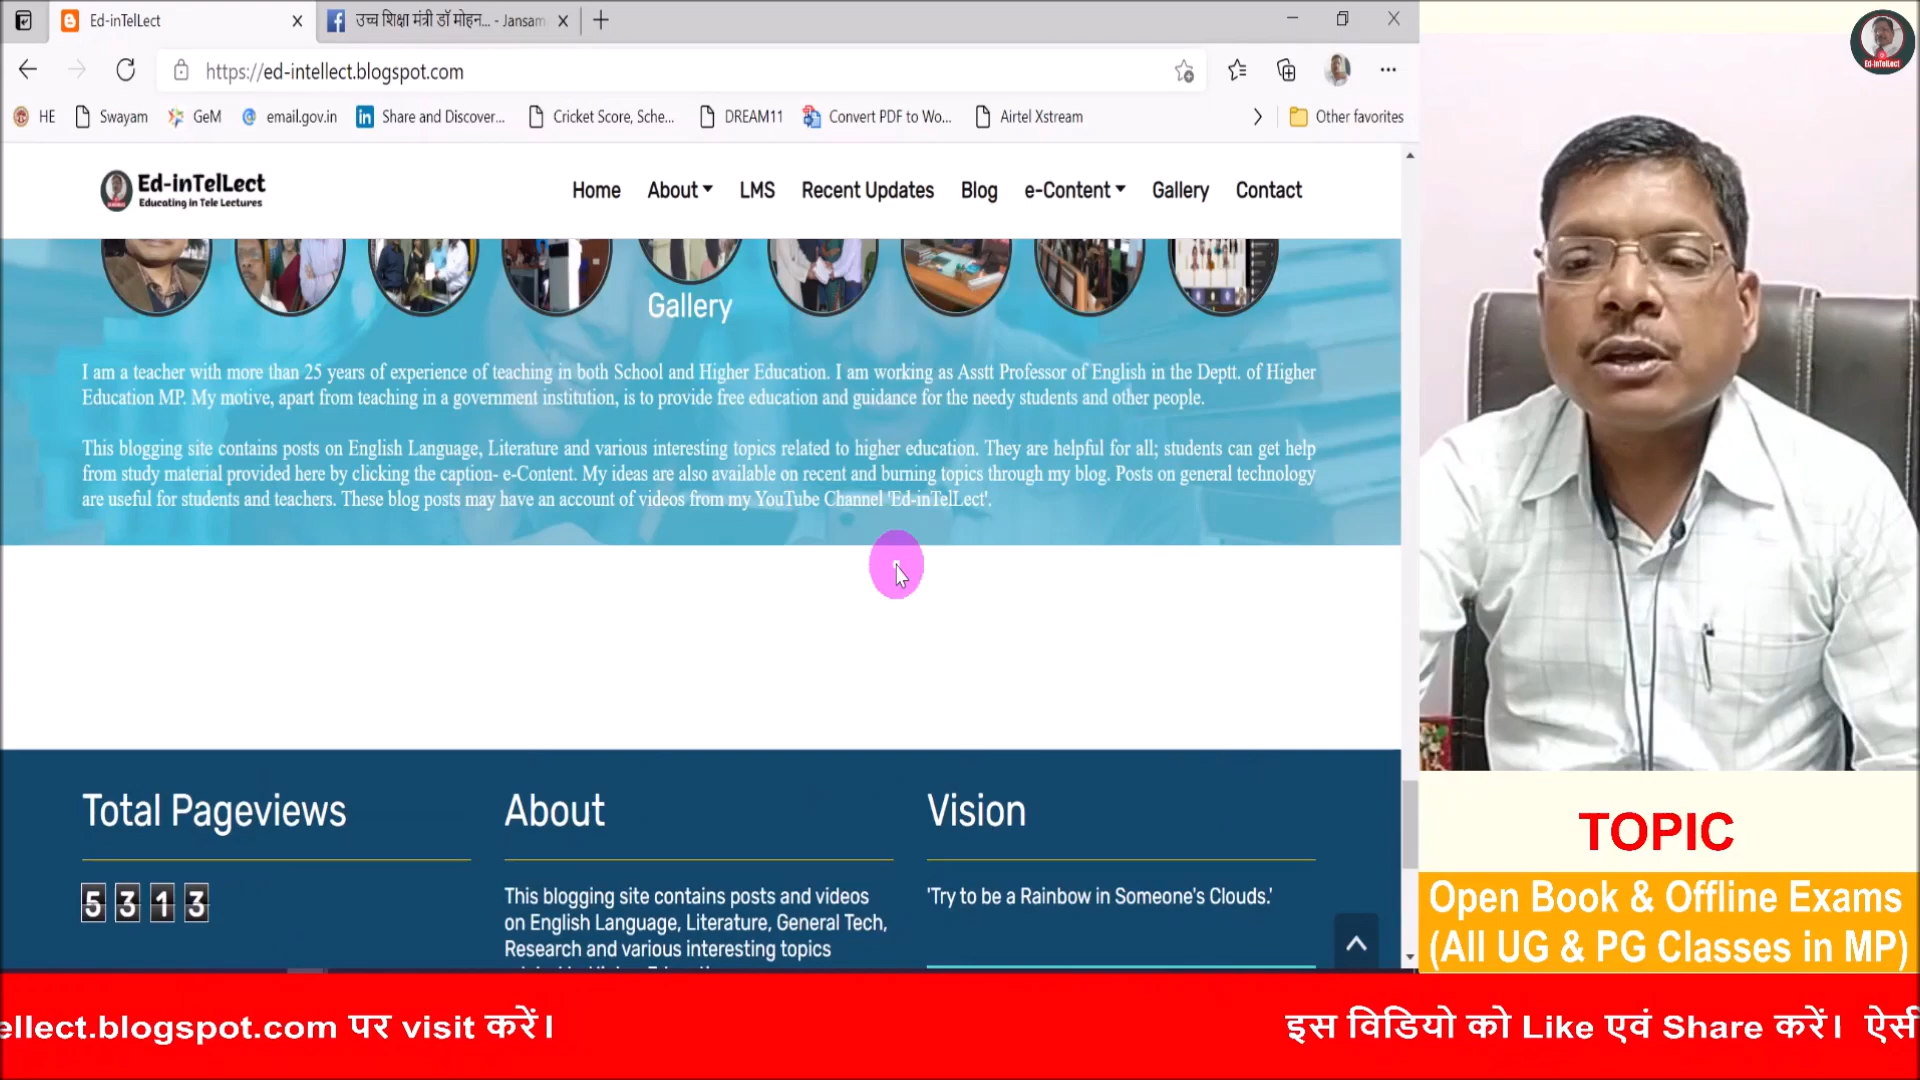 Ed-inTelLect
उच्च शिक्षा मंत्री डॉ मोहन... - Jansam
https://ed-intellect.blogspot.com
HE
Swayam
GeM
email.gov.in
Share and Discover...
Cricket Score, Sche...
DREAM11
Convert PDF to Wo...
Airtel Xstream
Other favorites
Ed-inTelLect
Ed-inTelLect
Educating in Tele Lectures
Home
About
LMS
Recent Updates
Blog
e-Content
Gallery
Contact
Gallery
I am a teacher with more than 25 years of experience of teaching in both School and Higher Education. I am working as Asstt Professor of English in the Deptt. of Higher
Education MP. My motive, apart from teaching in a government institution, is to provide free education and guidance for the needy students and other people.
This blogging site contains posts on English Language, Literature and various interesting topics related to higher education. They are helpful for all; students can get help
from study material provided here by clicking the caption- e-Content. My ideas are also available on recent and burning topics through my blog. Posts on general technology
are useful for students and teachers. These blog posts may have an account of videos from my YouTube Channel 'Ed-inTelLect'.
Total Pageviews
5313
About
This blogging site contains posts and videos
on English Language, Literature, General Tech,
Research and various interesting topics
Vision
'Try to be a Rainbow in Someone's Clouds.'
TOPIC
Open Book & Offline Exams
(All UG & PG Classes in MP)
ellect.blogspot.com पर visit करें।
इस विडियो को Like एवं Share करें। ऐसी